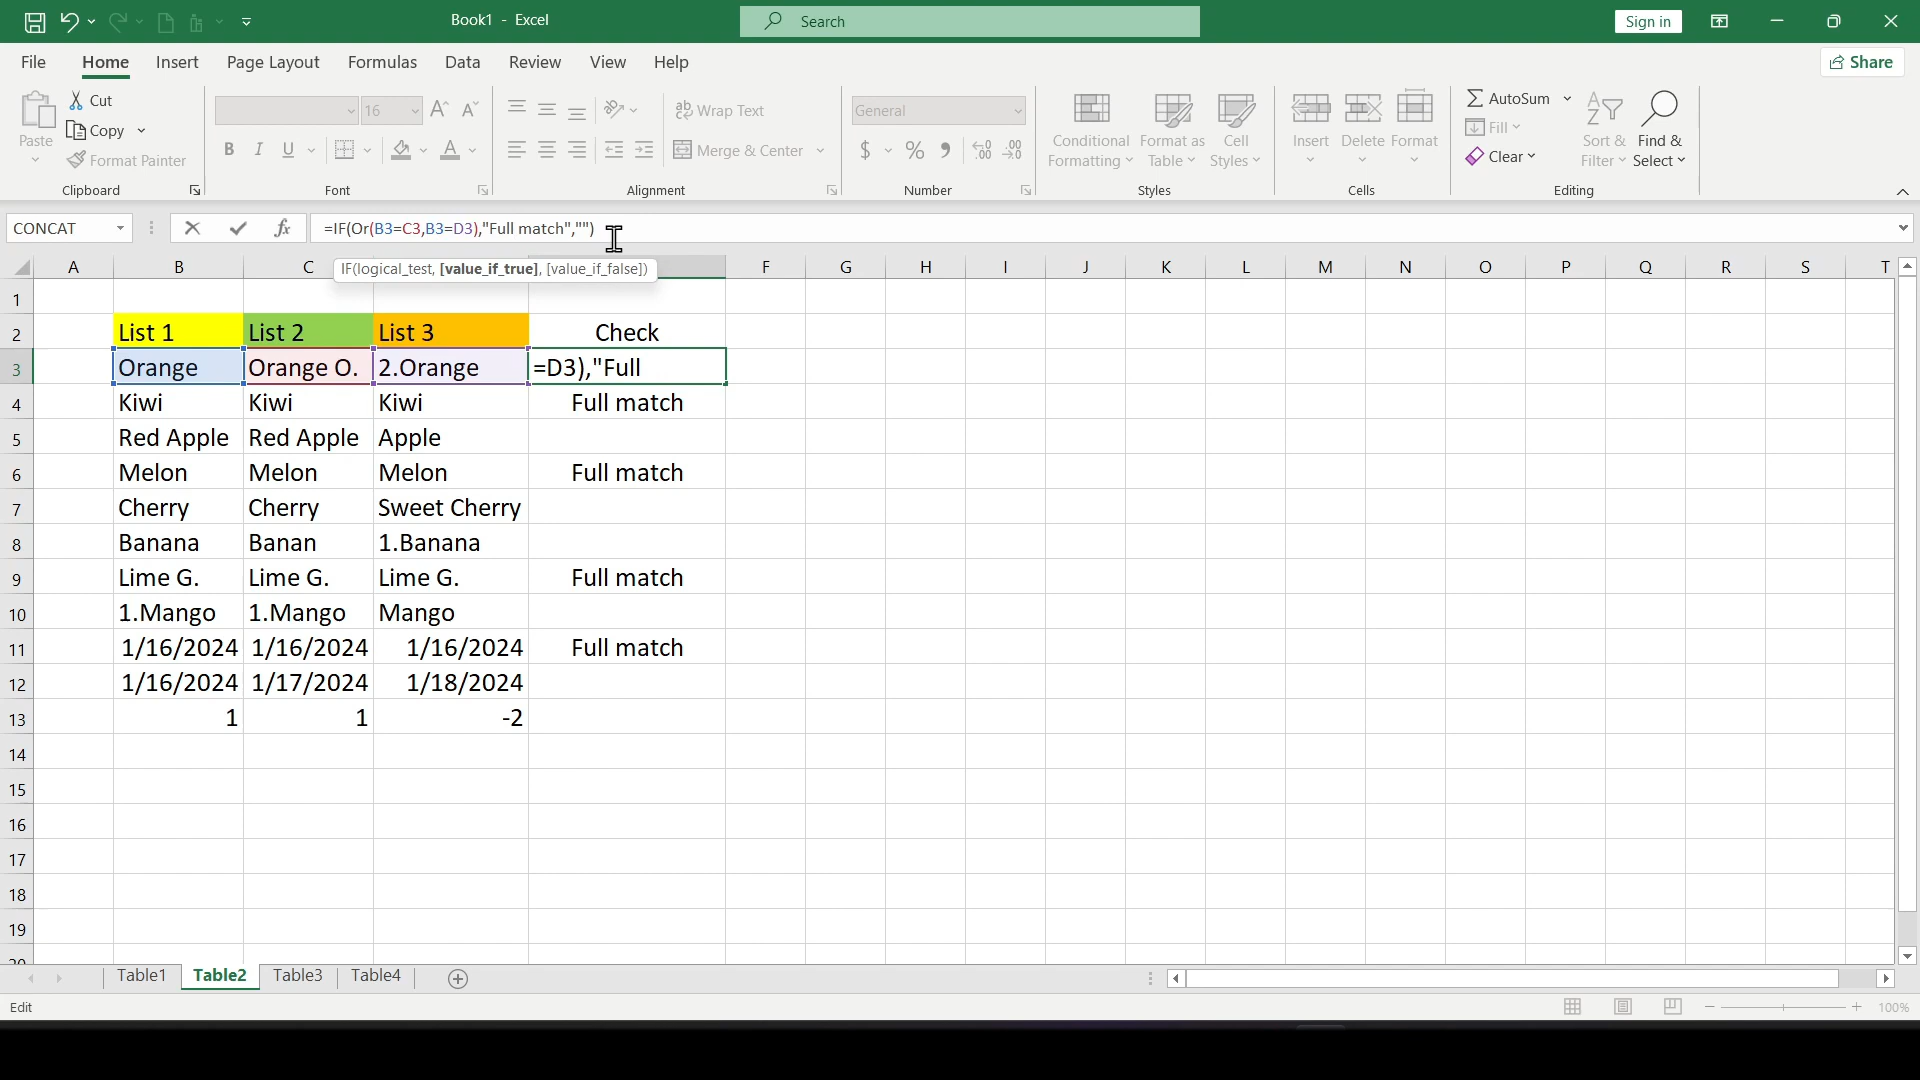 Book1 - Excel
Search
Sign in
File Home Insert Page Layout Formulas Data Review View Help
Share
Paste
Cut
Copy
Format Painter
Clipboard
16
B I U A
Font
ab Wrap Text
Merge & Center
Alignment
General
$ % 9
Number
Conditional Formatting
Format as Table
Cell Styles
Styles
Insert
Delete
Format
Cells
AutoSum
Fill
Clear
Sort & Filter
Find & Select
Editing
CONCAT
fx
=IF(Or(B3=C3,B3=D3),"Full match","")
IF(logical_test, [value_if_true], [value_if_false])
A B C F G H I J K L M N O P Q R S T
1
2 List 1 List 2 List 3 Check
3 Orange Orange O. 2.Orange =D3),"Full
4 Kiwi Kiwi Kiwi Full match
5 Red Apple Red Apple Apple
6 Melon Melon Melon Full match
7 Cherry Cherry Sweet Cherry
8 Banana Banan 1.Banana
9 Lime G. Lime G. Lime G. Full match
10 1.Mango 1.Mango Mango
11 1/16/2024 1/16/2024 1/16/2024 Full match
12 1/16/2024 1/17/2024 1/18/2024
13 1 1 -2
14
15
16
17
18
19
20
Table1 Table2 Table3 Table4
Edit
100%